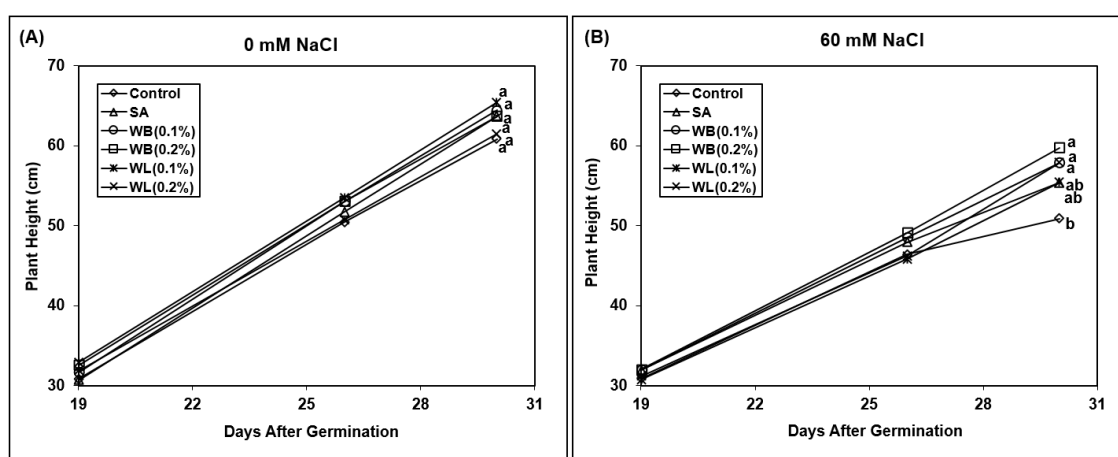 (A)
0 mM NaCl
Plant Height (cm)
70
60
50
40
30
Control
SA
WB(0.1%)
WB(0.2%)
WL(0.1%)
WL(0.2%)
a
a
a
a
a
a
19
22
25
28
31
Days After Germination
(B)
60 mM NaCl
Plant Height (cm)
70
60
50
40
30
Control
SA
WB(0.1%)
WB(0.2%)
WL(0.1%)
WL(0.2%)
a
a
a
ab
ab
b
19
22
25
28
31
Days After Germination